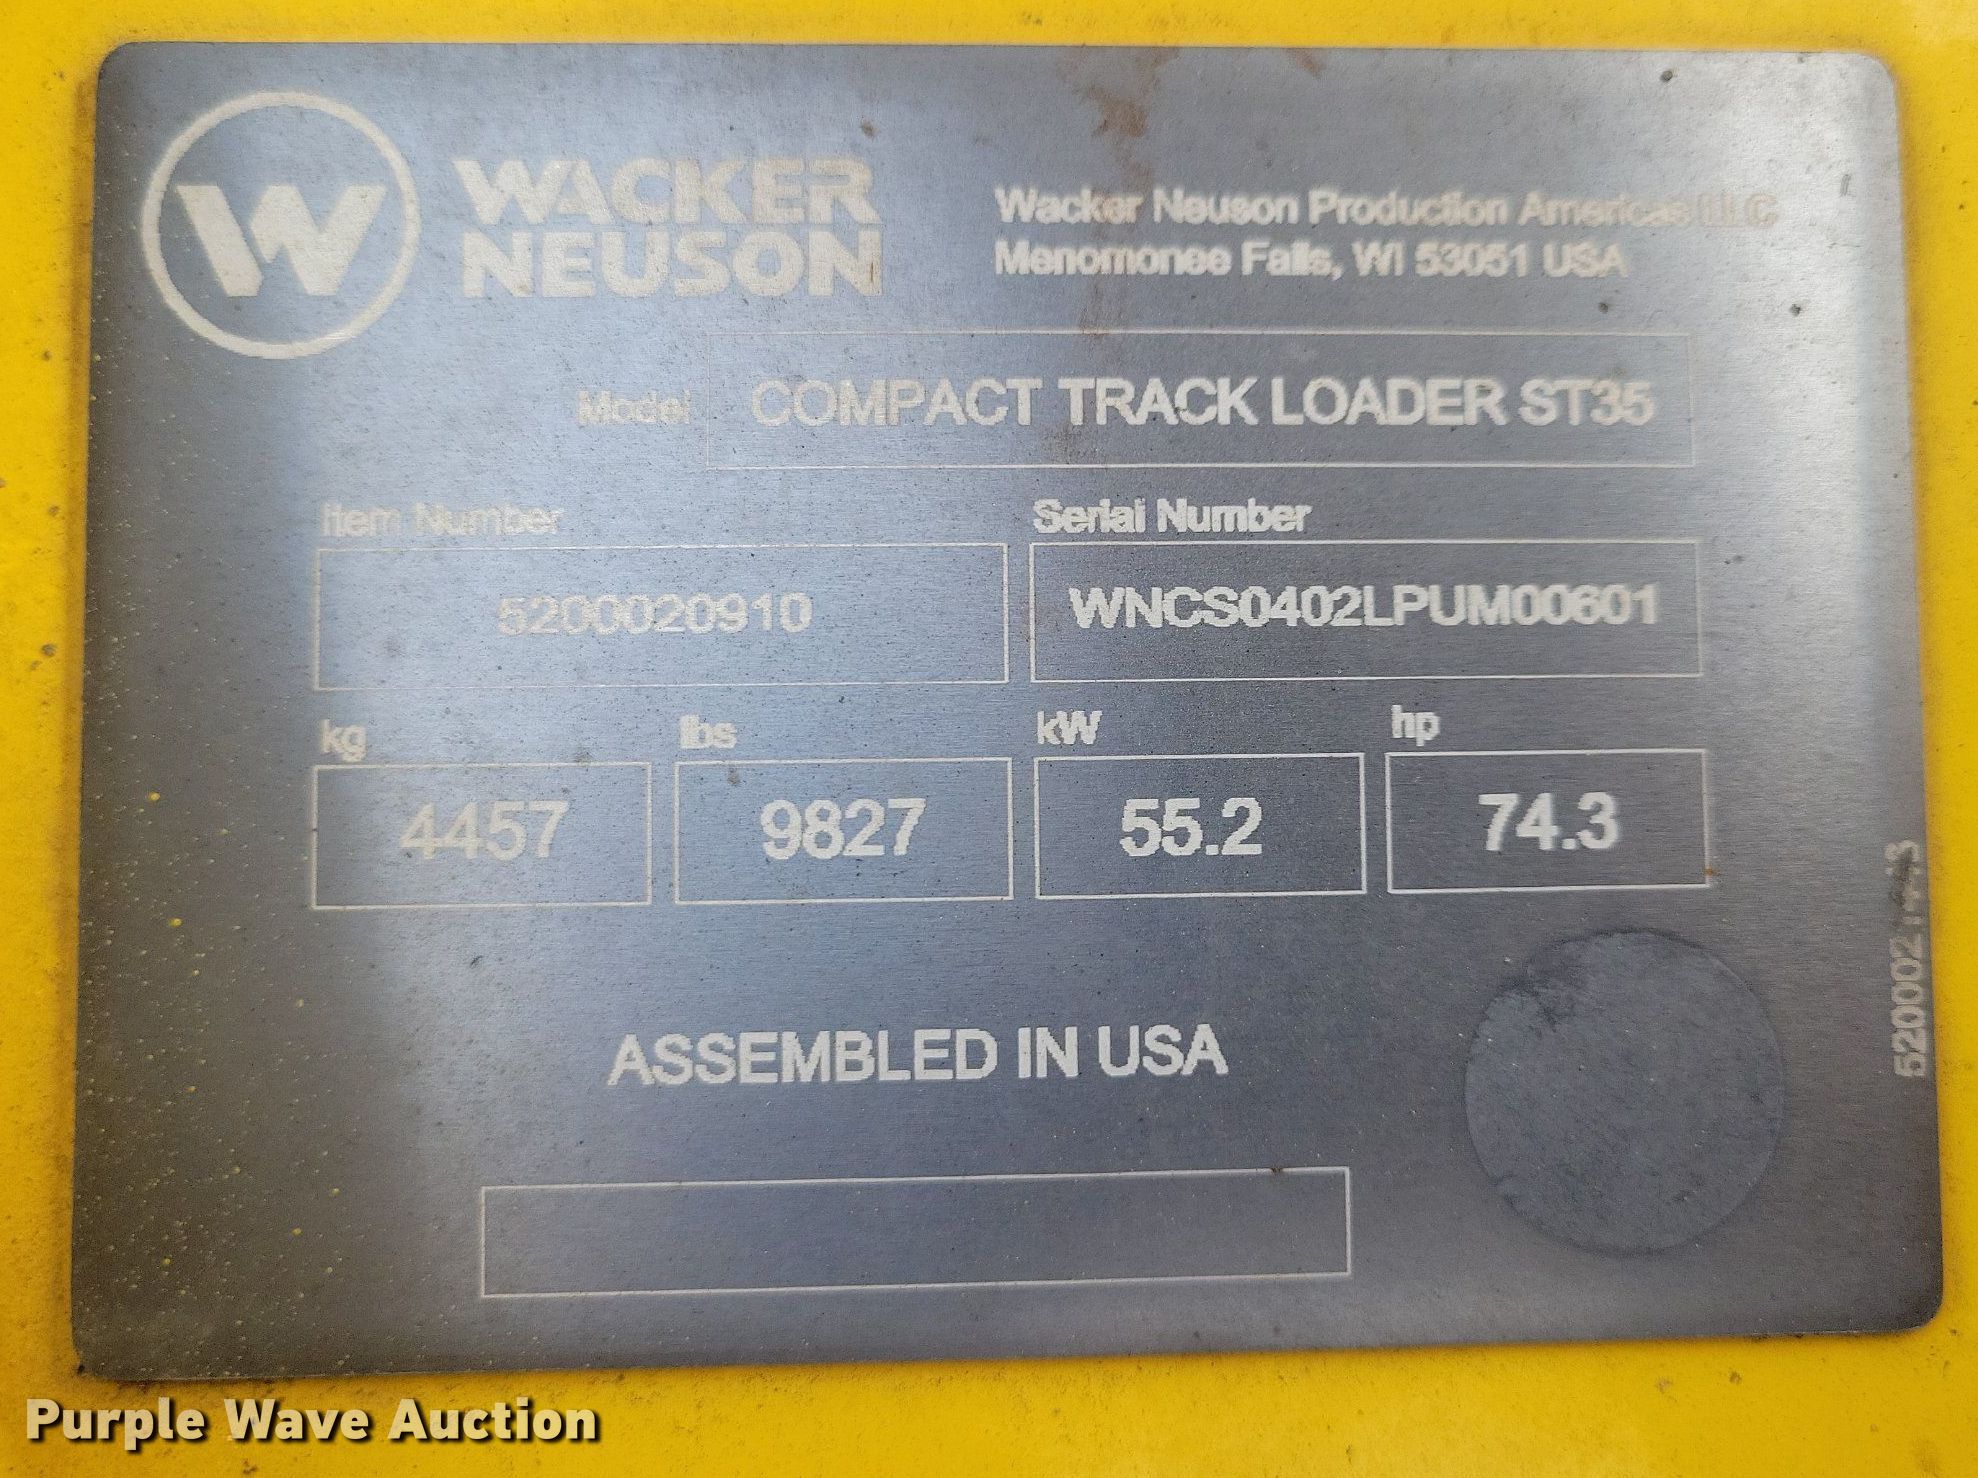 WACKER
NEUSON
Wacker Neuson Production Americas LLC
Menomonee Falls, WI 53051 USA
Model COMPACT TRACK LOADER ST35
Item Number Serial Number
5200020910 WNCS0402LPUM00601
kg lbs kW hp
4457 9827 55.2 74.3
ASSEMBLED IN USA
Purple Wave Auction